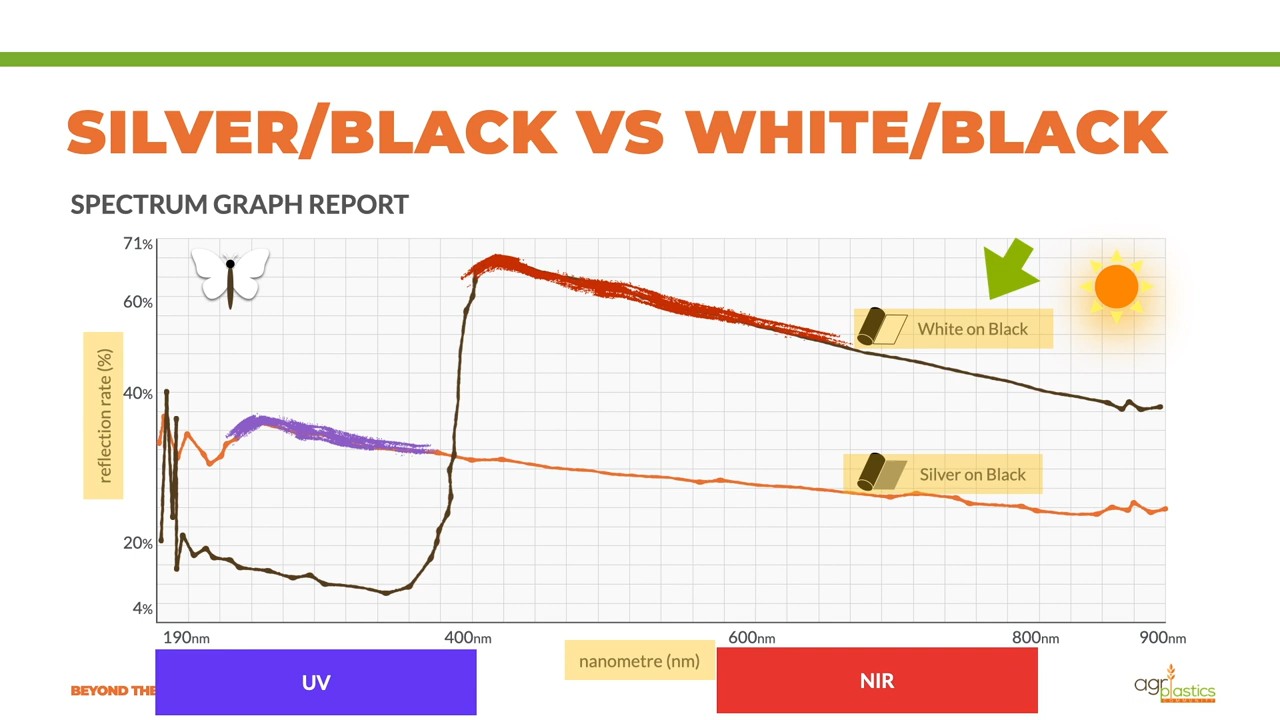 SILVER/BLACK VS WHITE/BLACK
SPECTRUM GRAPH REPORT
71%
60%
White on Black
reflection rate (%)
40%
Silver on Black
20%
4%
190nm 400nm 600nm 800nm 900nm
nanometre (nm)
UV
NIR
BEYOND THE
agriplastics
COMMUNITY